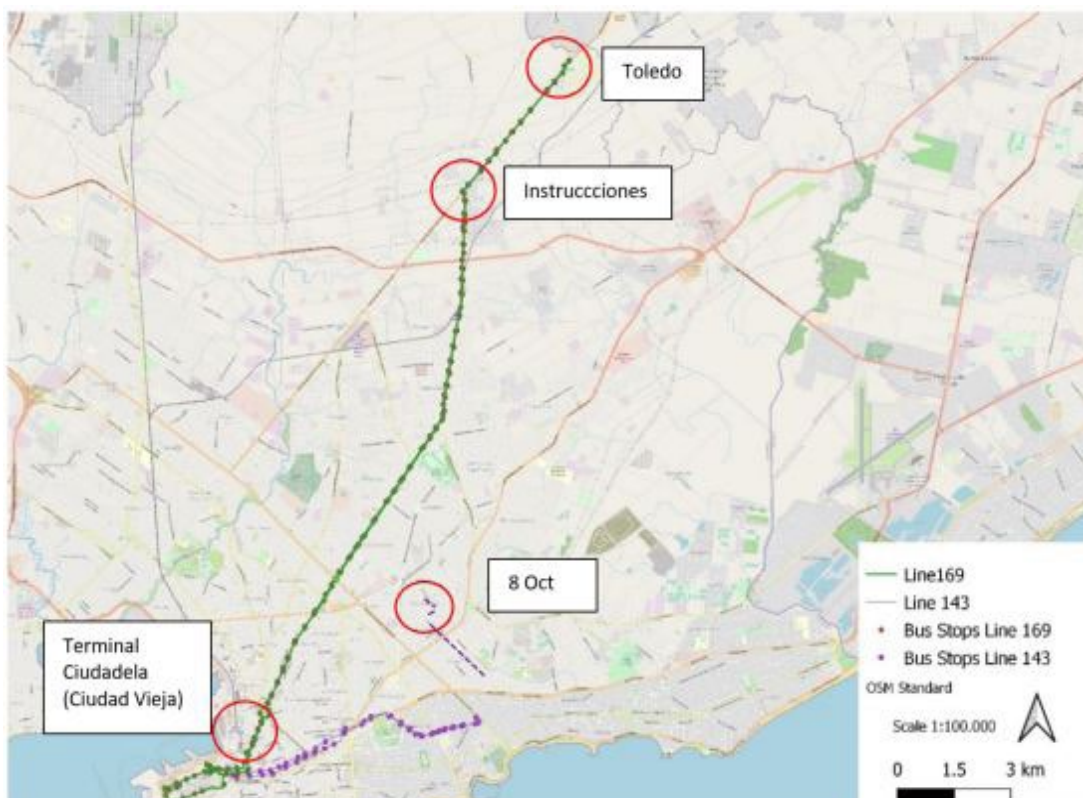 Toledo
Instruccciones
8 Oct
Terminal
Ciudadela
(Ciudad Vieja)
Line169
Line 143
Bus Stops Line 169
Bus Stops Line 143
OSM Standard
Scale 1:100.000
0 1.5 3 km